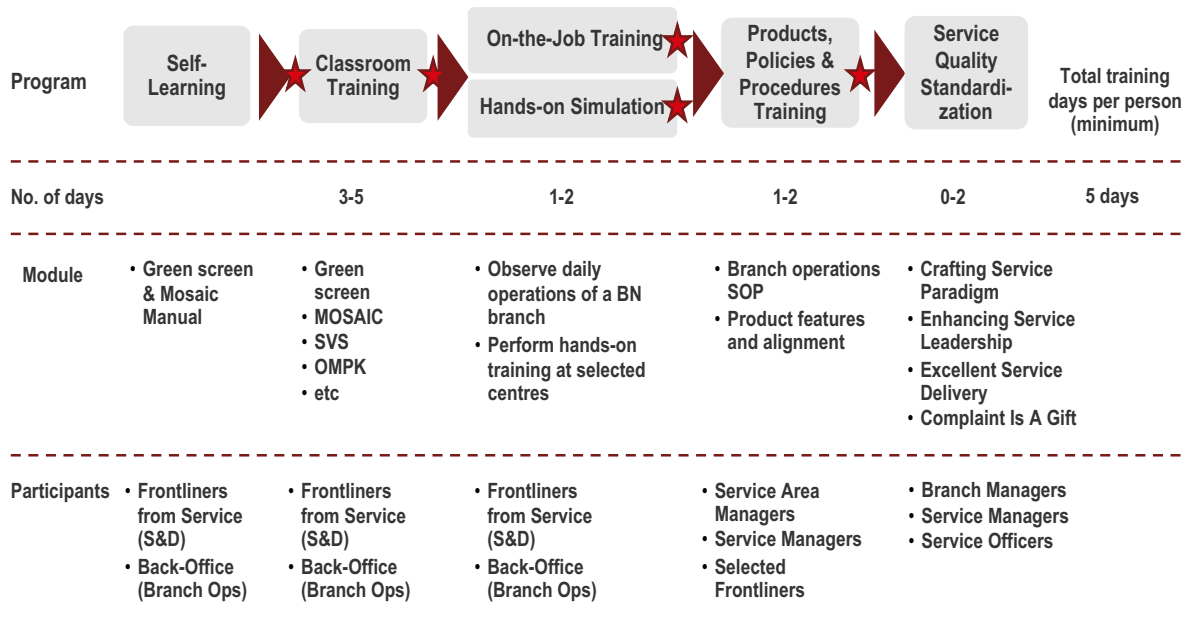 Program
Self-
Learning
Classroom
Training
On-the-Job Training
Hands-on Simulation
Products,
Policies &
Procedures
Training
Service
Quality
Standardi-
zation
Total training
days per person
(minimum)
No. of days
3-5
1-2
1-2
0-2
5 days
Module
• Green screen
& Mosaic
Manual
• Green
screen
• MOSAIC
• SVS
• OMPK
• etc
• Observe daily
operations of a BN
branch
• Perform hands-on
training at selected
centres
• Branch operations
SOP
• Product features
and alignment
• Crafting Service
Paradigm
• Enhancing Service
Leadership
• Excellent Service
Delivery
• Complaint Is A Gift
Participants
• Frontliners
from Service
(S&D)
• Back-Office
(Branch Ops)
• Frontliners
from Service
(S&D)
• Back-Office
(Branch Ops)
• Frontliners
from Service
(S&D)
• Back-Office
(Branch Ops)
• Service Area
Managers
• Service Managers
• Selected
Frontliners
• Branch Managers
• Service Managers
• Service Officers